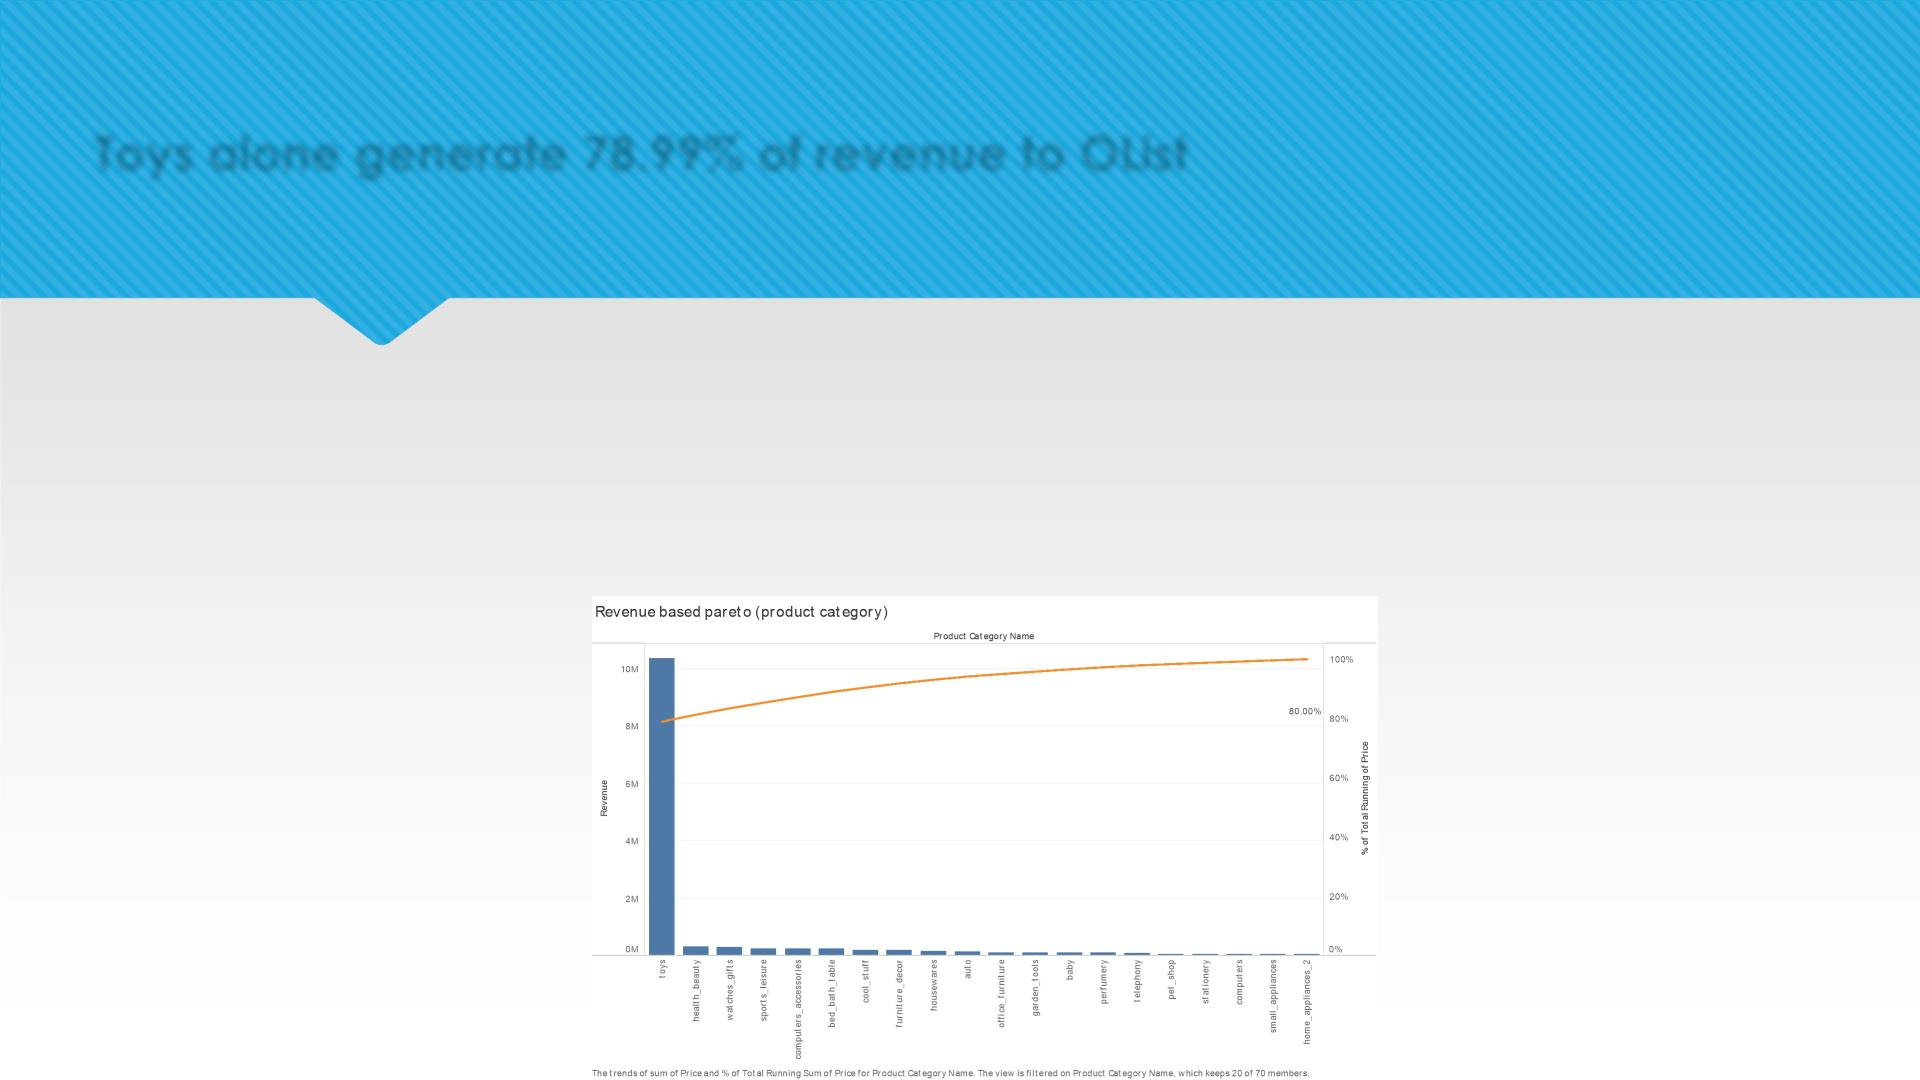 Toys alone generate 78.99% of revenue to OList
Revenue based pareto (product category)
Product Category Name
10M
8M
6M
4M
2M
0M
Revenue
100%
80%
60%
40%
20%
0%
80.00%
% of Total Running of Price
toys
health_beauty
watches_gifts
sports_leisure
computers_accessories
bed_bath_table
cool_stuff
furniture_decor
housewares
auto
office_furniture
garden_tools
baby
perfumery
telephony
pet_shop
stationery
computers
small_appliances
home_appliances_2
The trends of sum of Price and % of Total Running Sum of Price for Product Category Name. The view is filtered on Product Category Name, which keeps 20 of 70 members.